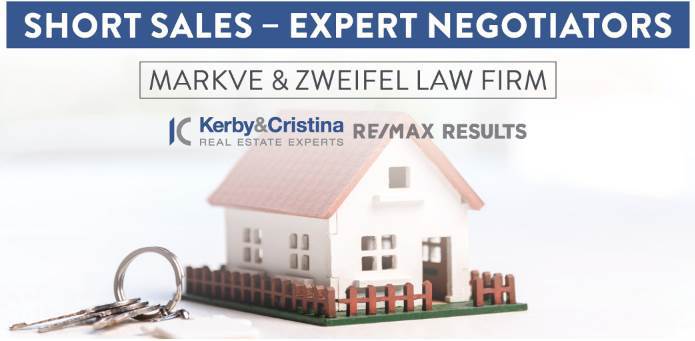 SHORT SALES – EXPERT NEGOTIATORS
MARKVE & ZWEIFEL LAW FIRM
Kerby&Cristina RE/MAX RESULTS
REAL ESTATE EXPERTS